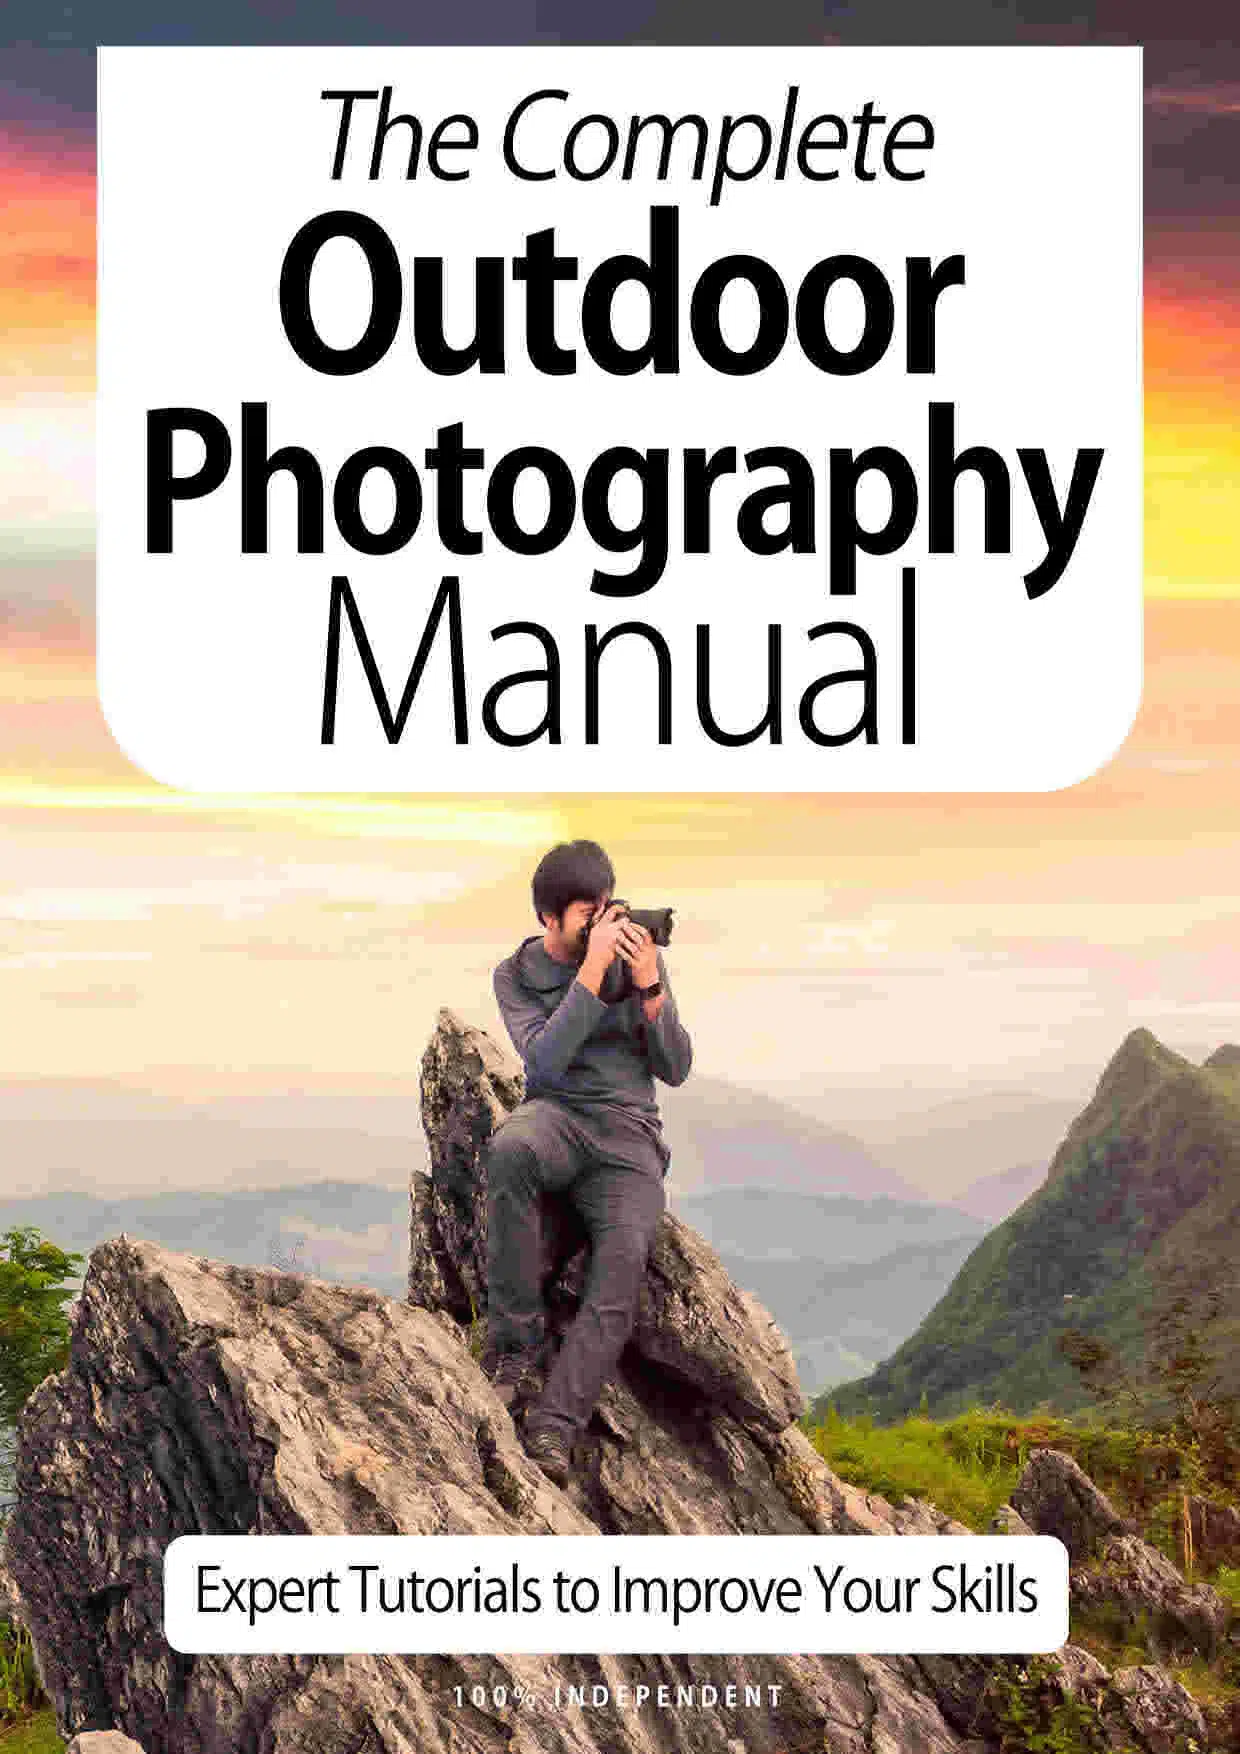 The Complete
Outdoor
Photography
Manual
Expert Tutorials to Improve Your Skills
100% INDEPENDENT